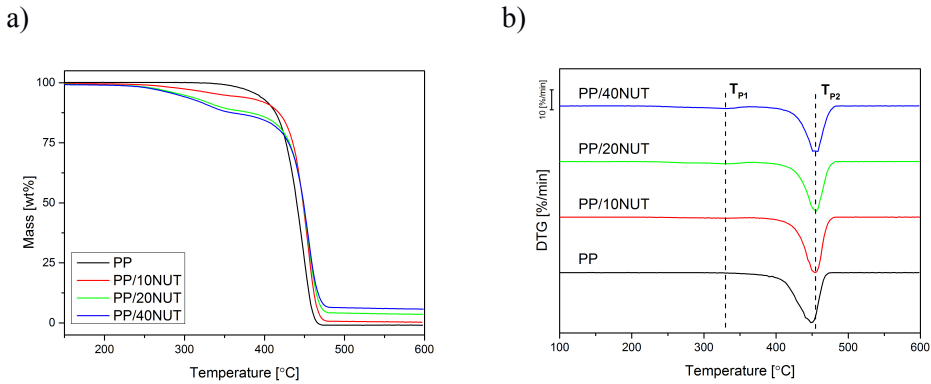 a)
100
75
50
25
0
Mass [wt%]
PP
PP/10NUT
PP/20NUT
PP/40NUT
200
300
400
500
600
Temperature [°C]
b)
10 [%/min]
DTG [%/min]
TP1
TP2
PP/40NUT
PP/20NUT
PP/10NUT
PP
100
200
300
400
500
600
Temperature [°C]